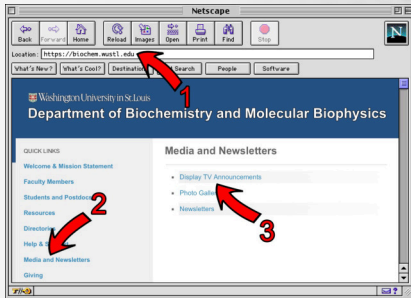 Netscape
Back Forward Home Reload Images Open Print Find Stop
N
Location: https://biochem.wustl.edu
What's New? What's Cool? Destinations Search People Software
1
Washington University in St. Louis
Department of Biochemistry and Molecular Biophysics
QUICK LINKS
Welcome & Mission Statement
Faculty Members
Students and Postdocs
Resources
Directories
Help &
Media and Newsletters
Giving
2
Media and Newsletters
• Display TV Announcements
• Photo
• Newsletters
3
?